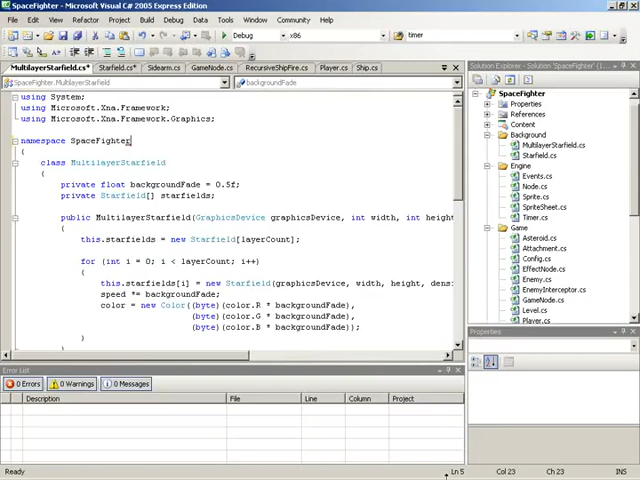 SpaceFighter - Microsoft Visual C# 2005 Express Edition
File Edit View Refactor Project Build Debug Data Tools Window Community Help
Debug x86 timer
MultilayerStarfield.cs* Starfield.cs* Sidearm.cs GameNode.cs RecursiveShipFire.cs Player.cs Ship.cs
SpaceFighter.MultilayerStarfield backgroundFade
using System;
using Microsoft.Xna.Framework;
using Microsoft.Xna.Framework.Graphics;
namespace SpaceFighter
{
class MultilayerStarfield
{
private float backgroundFade = 0.5f;
private Starfield[] starfields;
public MultilayerStarfield(GraphicsDevice graphicsDevice, int width, int height
{
this.starfields = new Starfield[layerCount];
for (int i = 0; i < layerCount; i++)
{
this.starfields[i] = new Starfield(graphicsDevice, width, height, dens
speed *= backgroundFade;
color = new Color((byte)(color.R * backgroundFade),
(byte)(color.G * backgroundFade),
(byte)(color.B * backgroundFade));
}
Solution Explorer - Solution 'SpaceFighter' (
SpaceFighter
Properties
References
Content
Background
MultilayerStarfield.cs
Starfield.cs
Engine
Events.cs
Node.cs
Sprite.cs
SpriteSheet.cs
Timer.cs
Game
Asteroid.cs
Attachment.cs
Config.cs
EffectNode.cs
Enemy.cs
EnemyInterceptor.cs
GameNode.cs
Level.cs
Player.cs
Properties
Error List
0 Errors 0 Warnings 0 Messages
Description File Line Column Project
Ready Ln 5 Col 23 Ch 23 INS